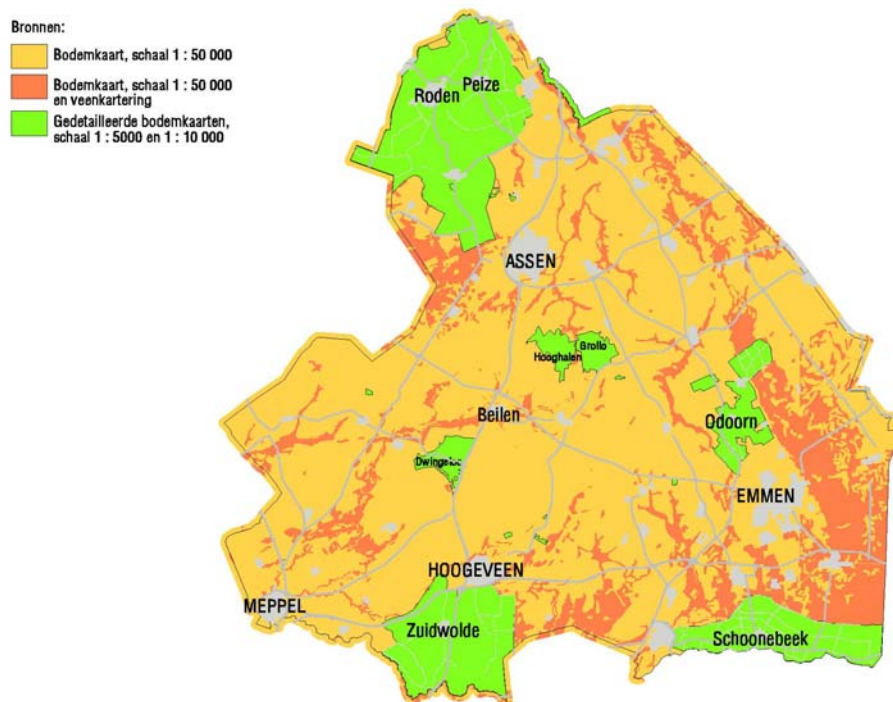 Bronnen:
Bodemkaart, schaal 1 : 50 000
Bodemkaart, schaal 1 : 50 000
en veenkartering
Gedetailleerde bodemkaarten,
schaal 1 : 5000 en 1 : 10 000
Peize
Roden
ASSEN
Grollo
Hooghalen
Beilen
Odoorn
Dwingeloo
EMMEN
HOOGEVEEN
MEPPEL
Zuidwolde
Schoonebeek